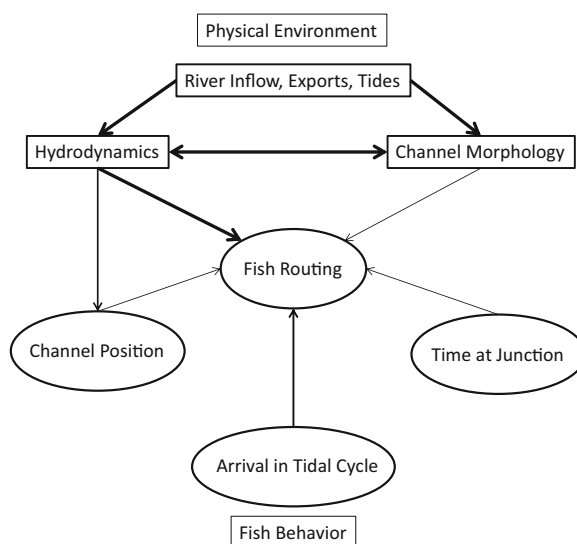 Physical Environment
River Inflow, Exports, Tides
Hydrodynamics
Channel Morphology
Fish Routing
Channel Position
Time at Junction
Arrival in Tidal Cycle
Fish Behavior